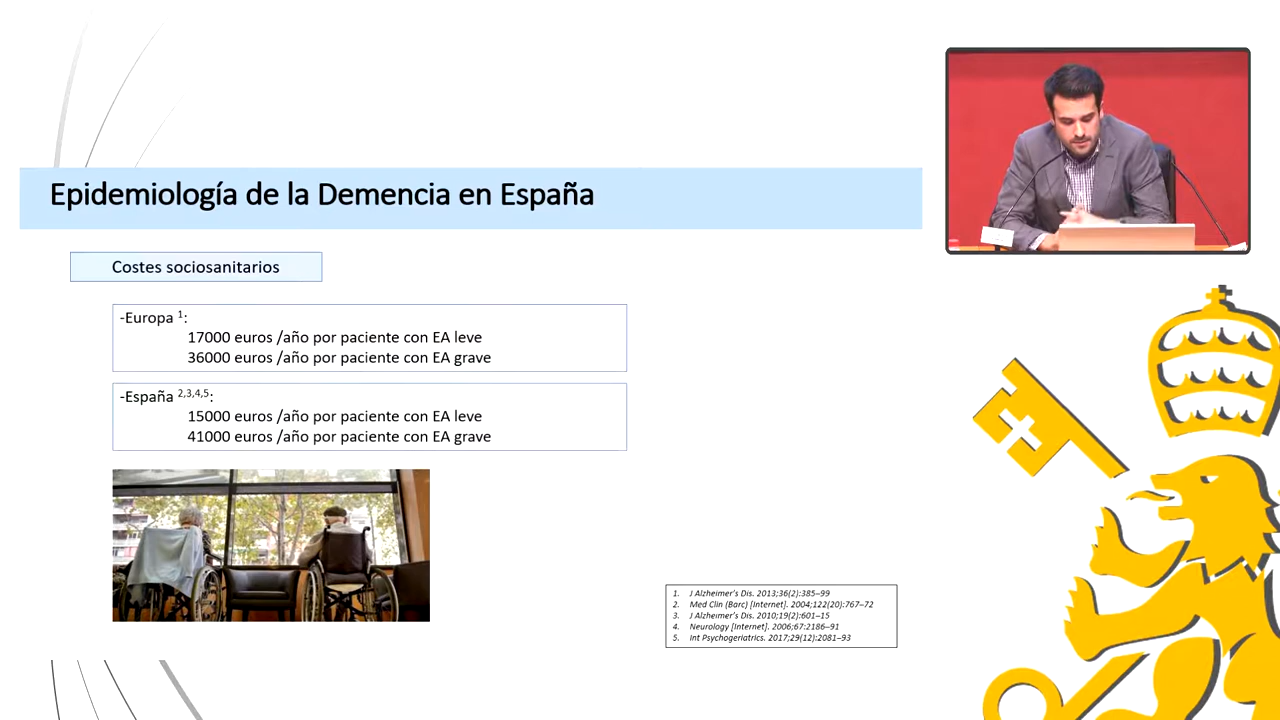 Epidemiología de la Demencia en España
Costes sociosanitarios
-Europa 1:
17000 euros /año por paciente con EA leve
36000 euros /año por paciente con EA grave
-España 2,3,4,5:
15000 euros /año por paciente con EA leve
41000 euros /año por paciente con EA grave
1. J Alzheimer's Dis. 2013;36(2):385–99
2. Med Clin (Barc) [Internet]. 2004;122(20):767–72
3. J Alzheimer's Dis. 2010;19(2):601–15
4. Neurology [Internet]. 2006;67:2186–91
5. Int Psychogeriatrics. 2017;29(12):2081–93